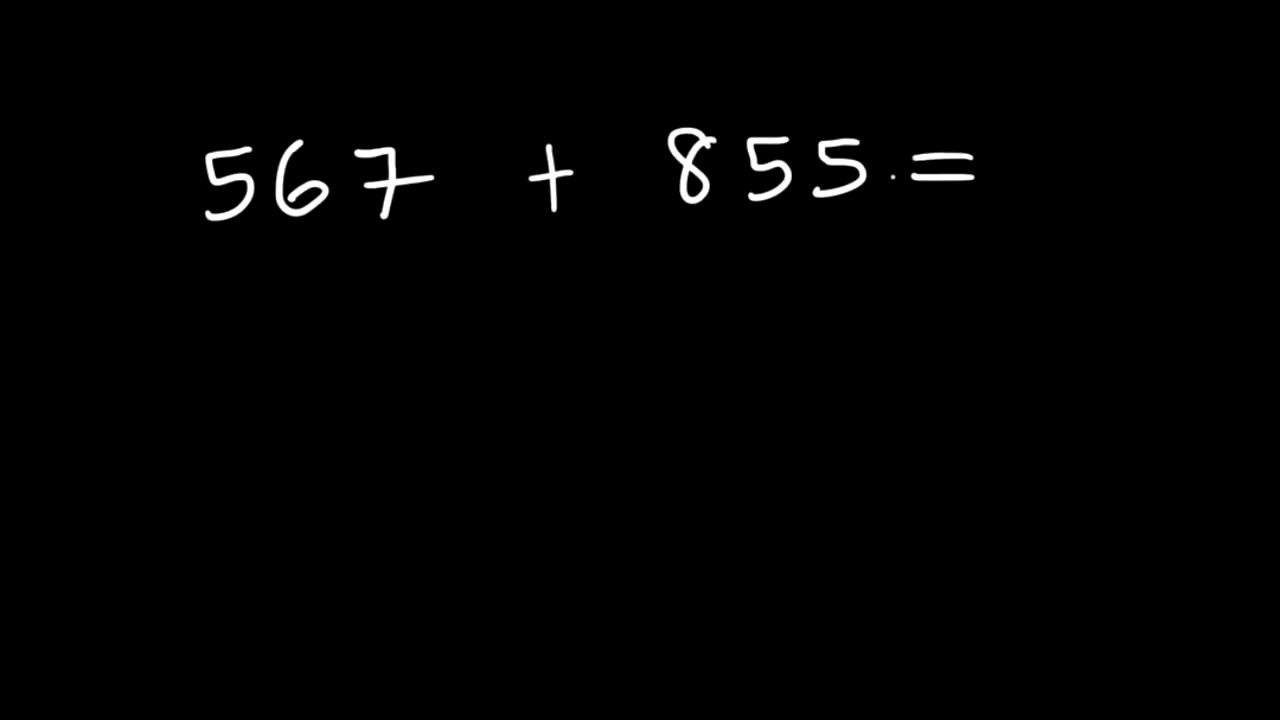 567 + 855 =